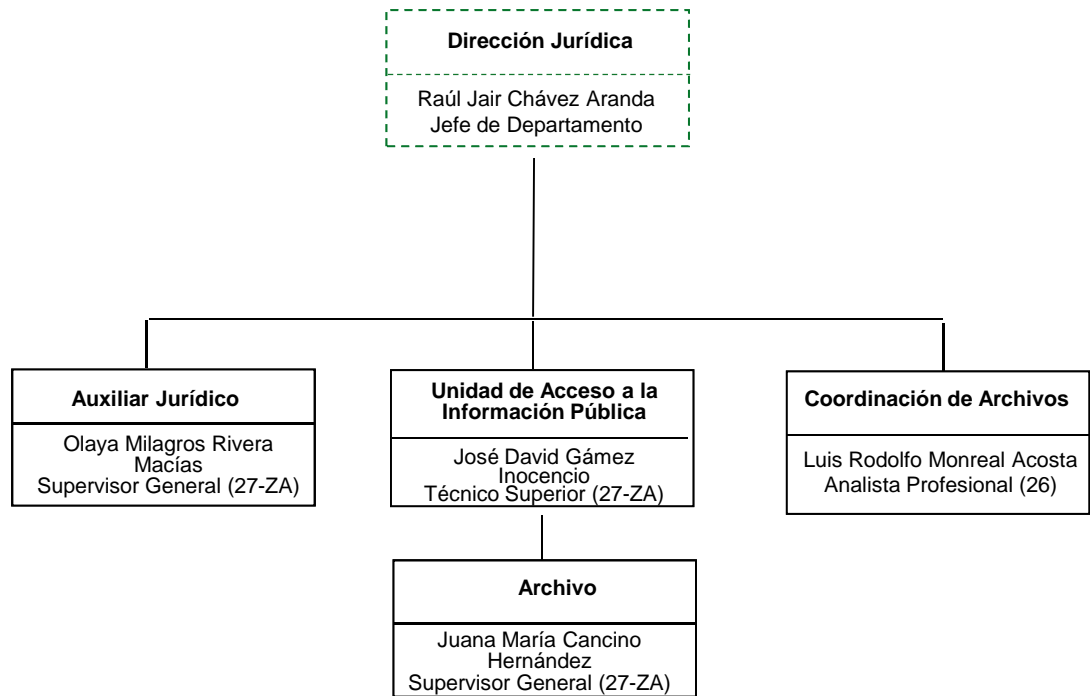 Dirección Jurídica
Raúl Jair Chávez Aranda
Jefe de Departamento
Auxiliar Jurídico
Olaya Milagros Rivera
Macías
Supervisor General (27-ZA)
Unidad de Acceso a la
Información Pública
José David Gámez
Inocencio
Técnico Superior (27-ZA)
Coordinación de Archivos
Luis Rodolfo Monreal Acosta
Analista Profesional (26)
Archivo
Juana María Cancino
Hernández
Supervisor General (27-ZA)